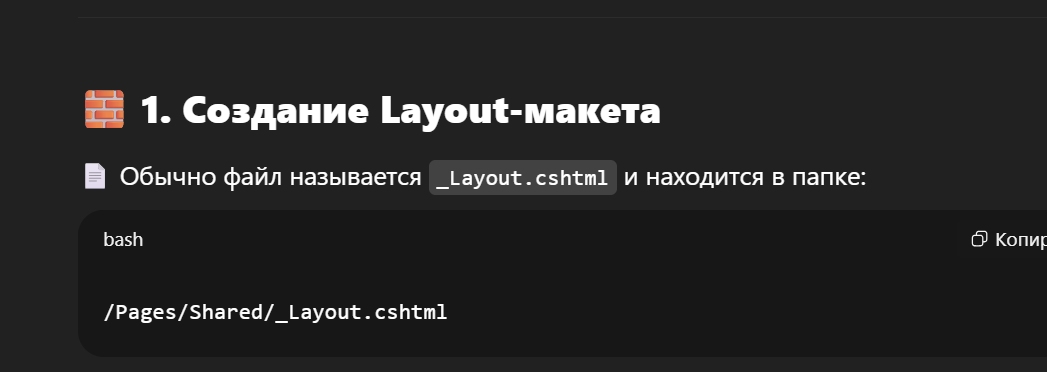 1. Создание Layout-макета
Обычно файл называется _Layout.cshtml и находится в папке:
bash
Копир
/Pages/Shared/_Layout.cshtml